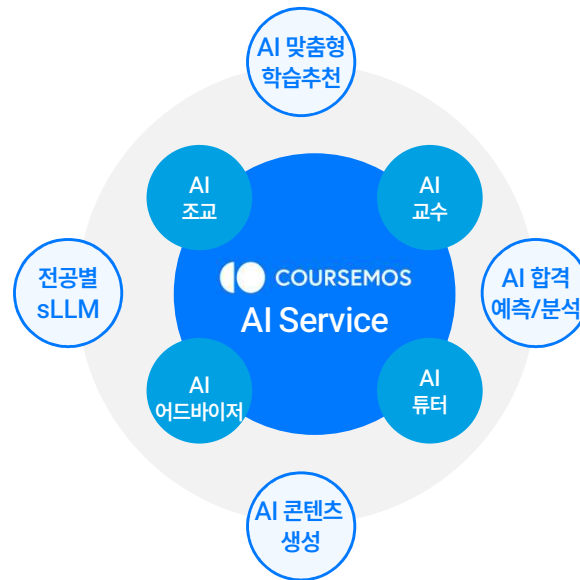 AI 맞춤형
학습추천
AI
조교
AI
교수
전공별
sLLM
COURSEMOS
AI Service
AI 합격
예측/분석
AI
어드바이저
AI
튜터
AI 콘텐츠
생성